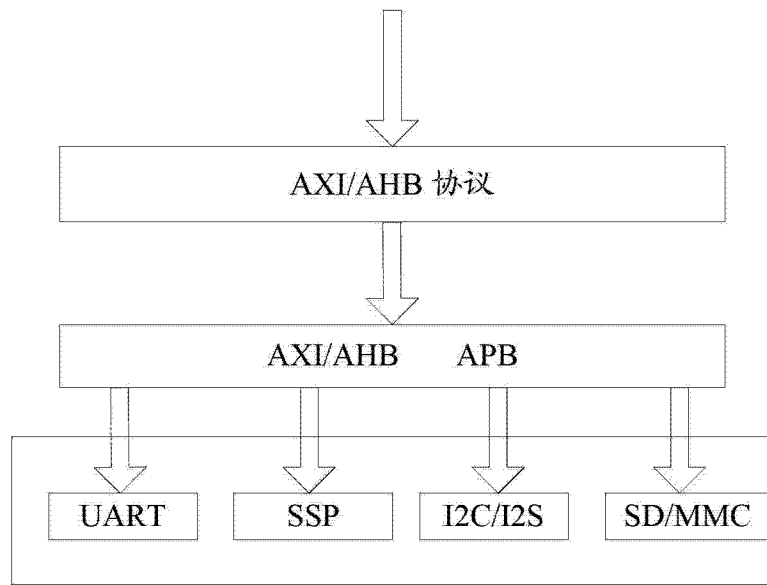 AXI/AHB 协议
AXI/AHB APB
UART SSP I2C/I2S SD/MMC